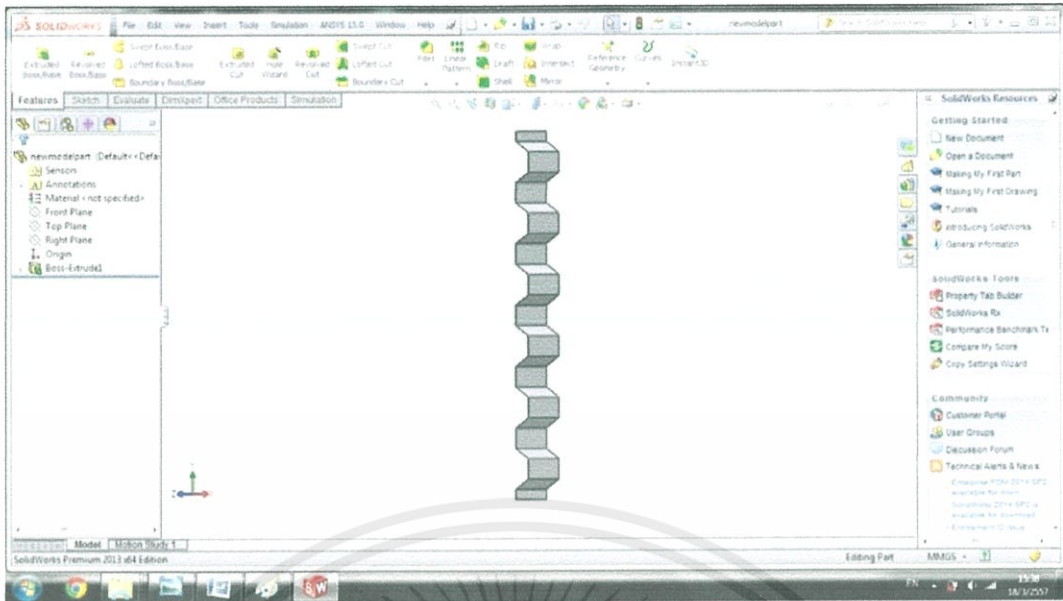 SOLIDWORKS File Edit View Insert Tools Simulation ANSYS 15.0 Window Help newmodelpart
Extruded Boss/Base
Revolved Boss/Base
Swept Boss/Base
Lofted Boss/Base
Boundary Boss/Base
Extruded Cut
Hole Wizard
Revolved Cut
Swept Cut
Lofted Cut
Boundary Cut
Fillet
Linear Pattern
Rib
Draft
Shell
Wrap
Intersect
Mirror
Reference Geometry
Curves
Instant3D
Features Sketch Evaluate DimXpert Office Products Simulation
newmodelpart (Default<<Defa
Sensors
Annotations
Material <not specified>
Front Plane
Top Plane
Right Plane
Origin
Boss-Extrude1
SolidWorks Resources
Getting Started
New Document
Open a Document
Making My First Part
Making My First Drawing
Tutorials
Introducing SolidWorks
General Information
SolidWorks Tools
Property Tab Builder
SolidWorks Rx
Performance Benchmark Te
Compare My Score
Copy Settings Wizard
Community
Customer Portal
User Groups
Discussion Forum
Technical Alerts & News
Model Motion Study 1
SolidWorks Premium 2013 x64 Edition
Editing Part
MMGS
EN
15:38
18/3/2557